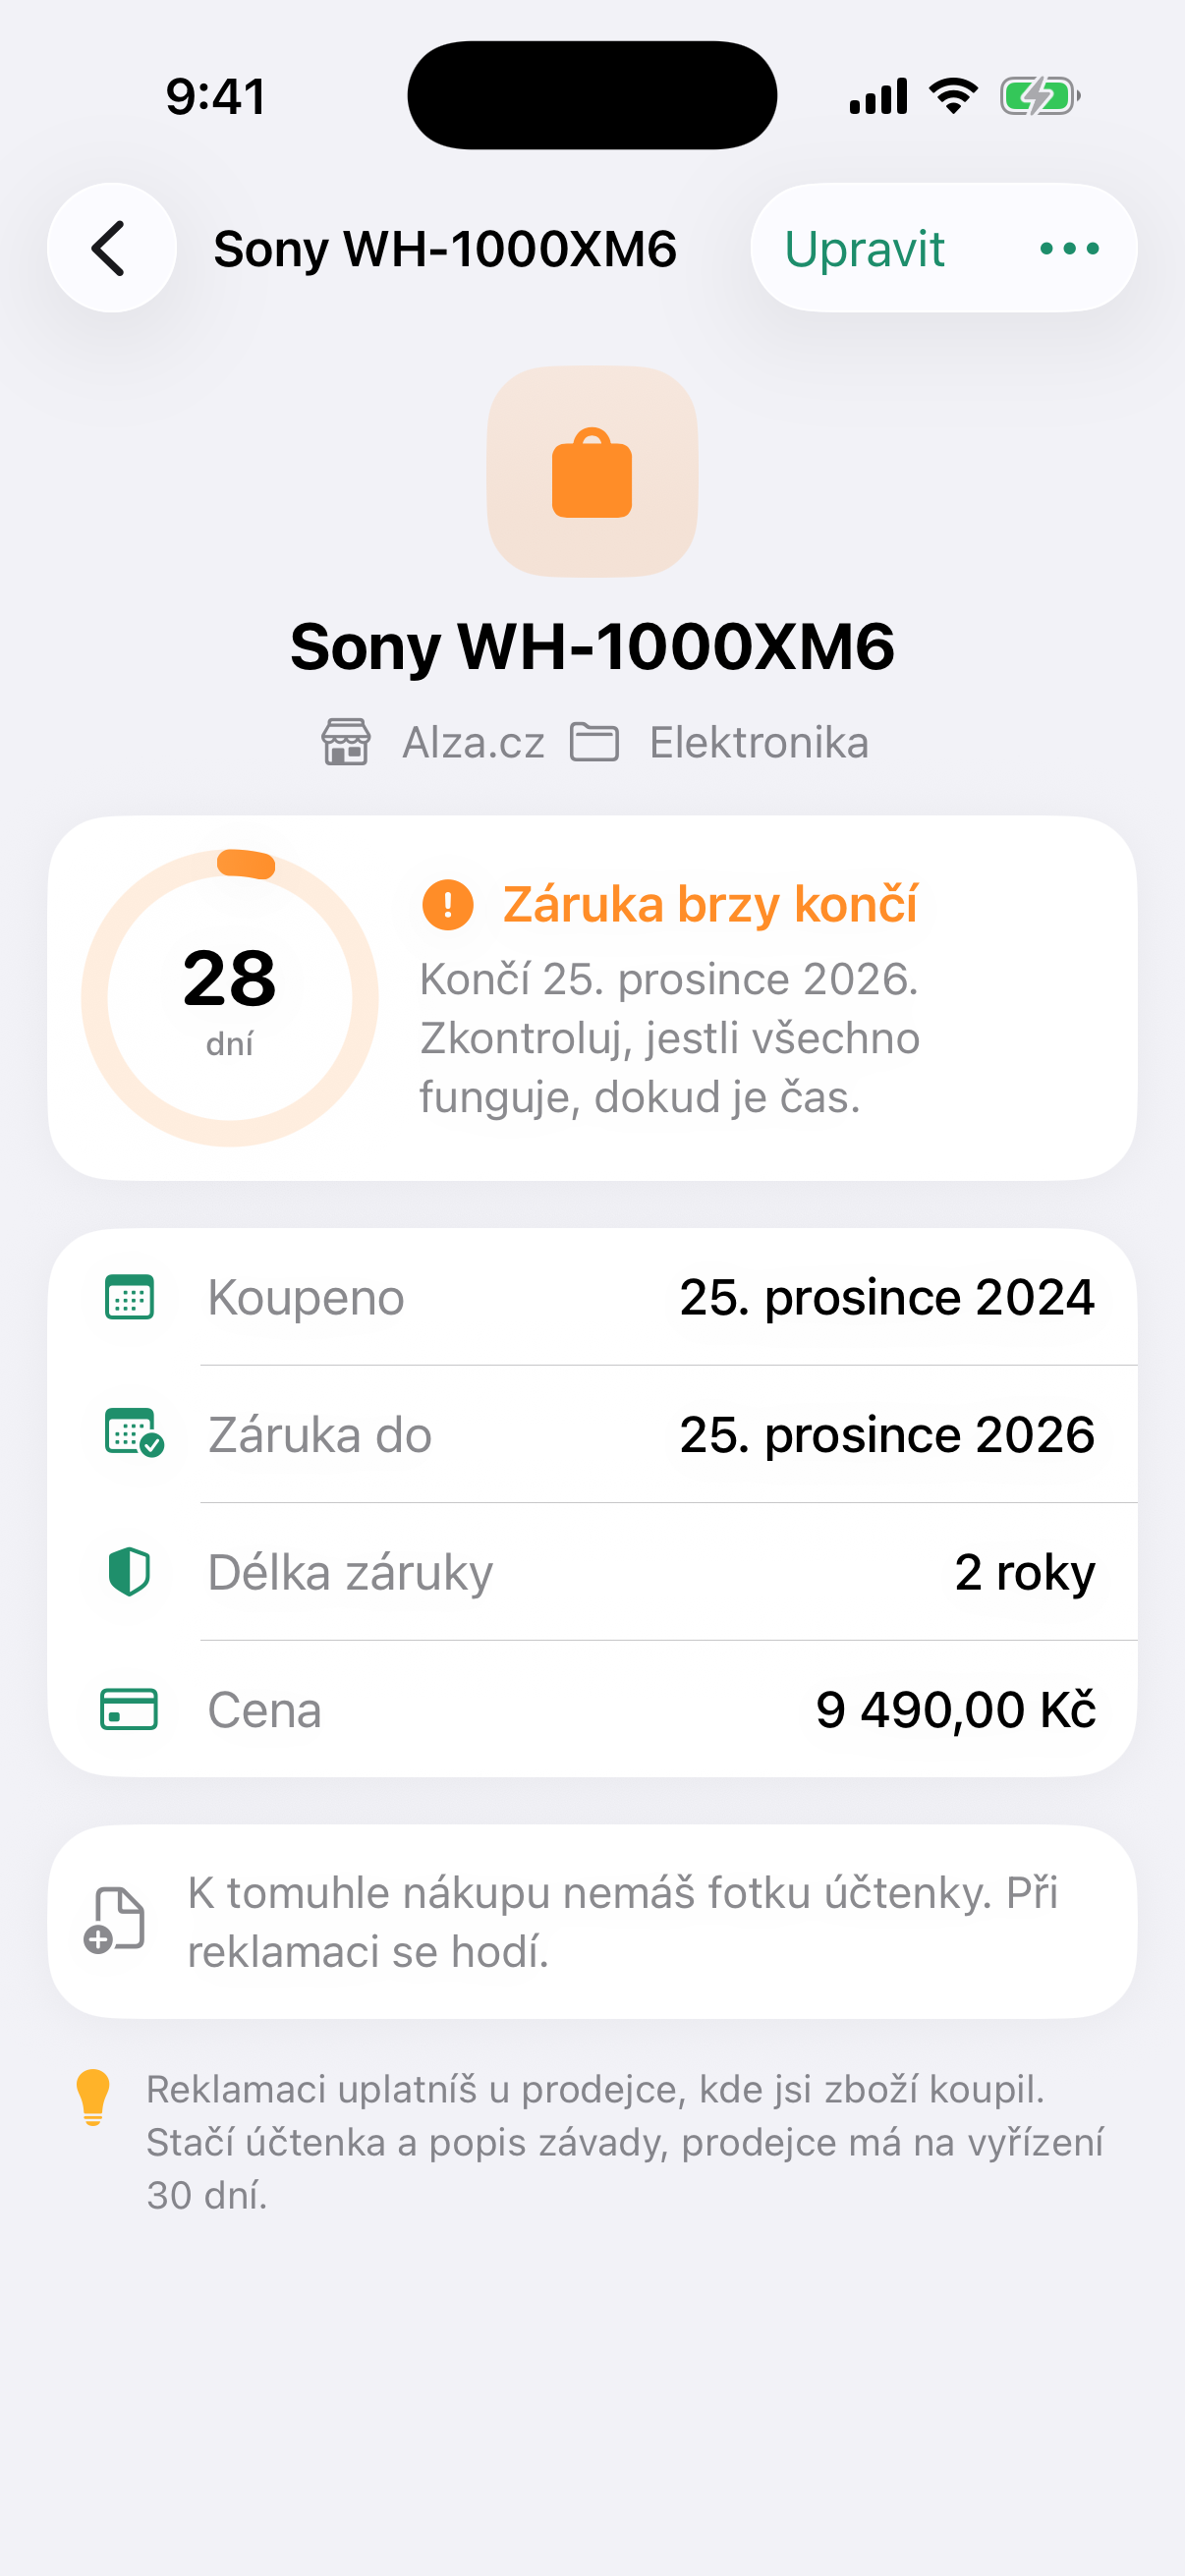 9:41
Sony WH-1000XM6
Upravit
Sony WH-1000XM6
Alza.cz Elektronika
28
dní
Záruka brzy končí
Končí 25. prosince 2026.
Zkontroluj, jestli všechno
funguje, dokud je čas.
Koupeno 25. prosince 2024
Záruka do 25. prosince 2026
Délka záruky 2 roky
Cena 9 490,00 Kč
K tomuhle nákupu nemáš fotku účtenky. Při
reklamaci se hodí.
Reklamaci uplatníš u prodejce, kde jsi zboží koupil.
Stačí účtenka a popis závady, prodejce má na vyřízení
30 dní.